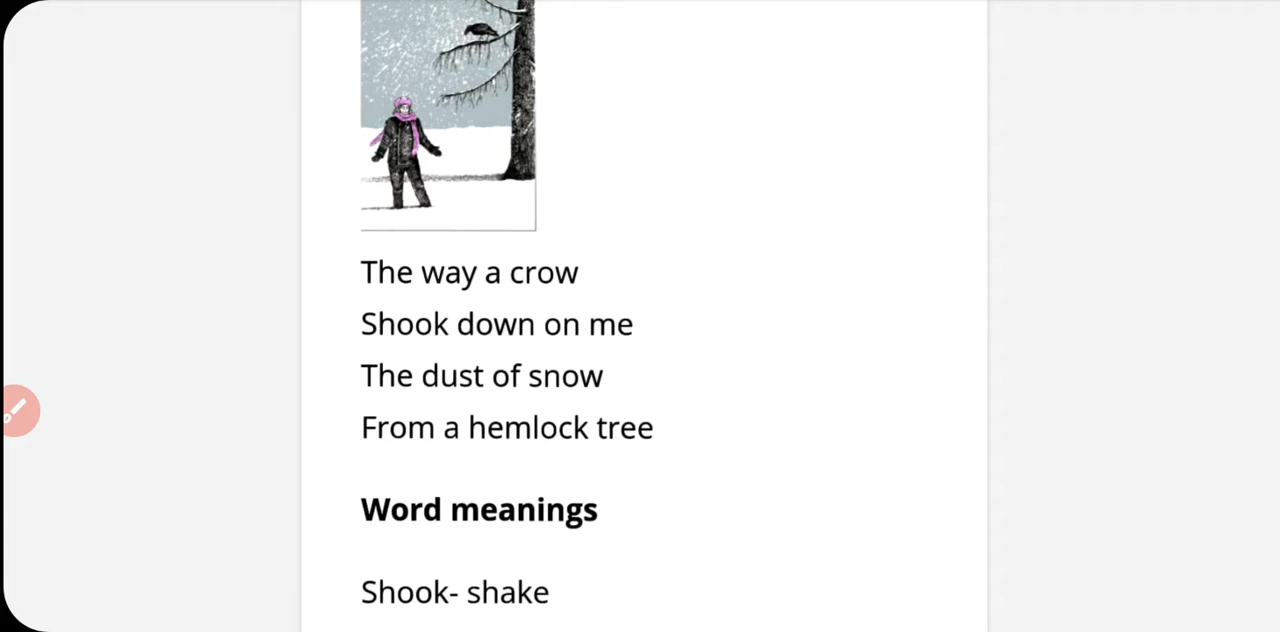 The way a crow
Shook down on me
The dust of snow
From a hemlock tree
Word meanings
Shook- shake